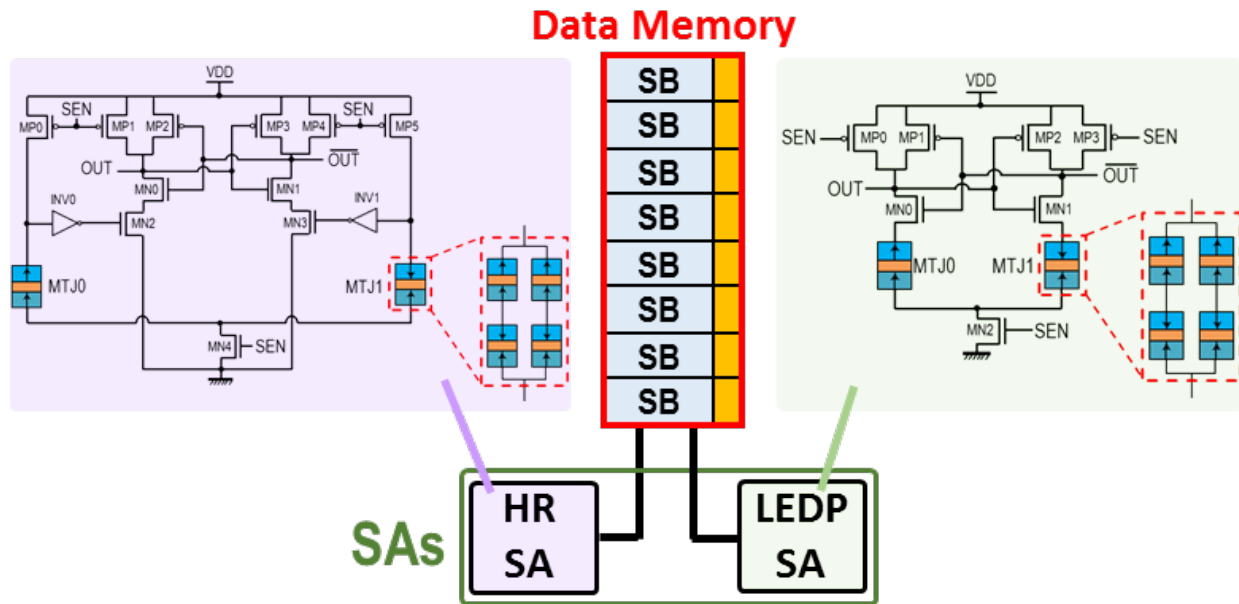 Data Memory
VDD
SEN
SEN
MP0
MP1
MP2
MP3
MP4
MP5
OUT
OUT
MN0
MN1
INV0
INV1
MN2
MN3
MTJ0
MTJ1
MN4
SEN
SB
SB
SB
SB
SB
SB
SB
SB
VDD
SEN
MP0
MP1
MP2
MP3
SEN
OUT
OUT
MN0
MN1
MTJ0
MTJ1
MN2
SEN
SAs
HR
SA
LEDP
SA